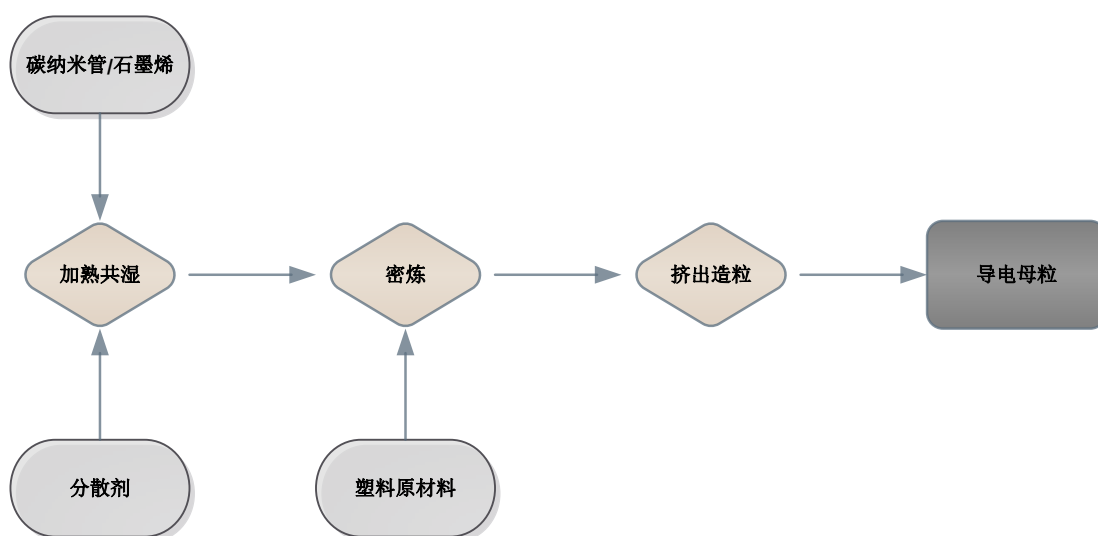 碳纳米管/石墨烯
加熟共湿
密炼
挤出造粒
导电母粒
分散剂
塑料原材料